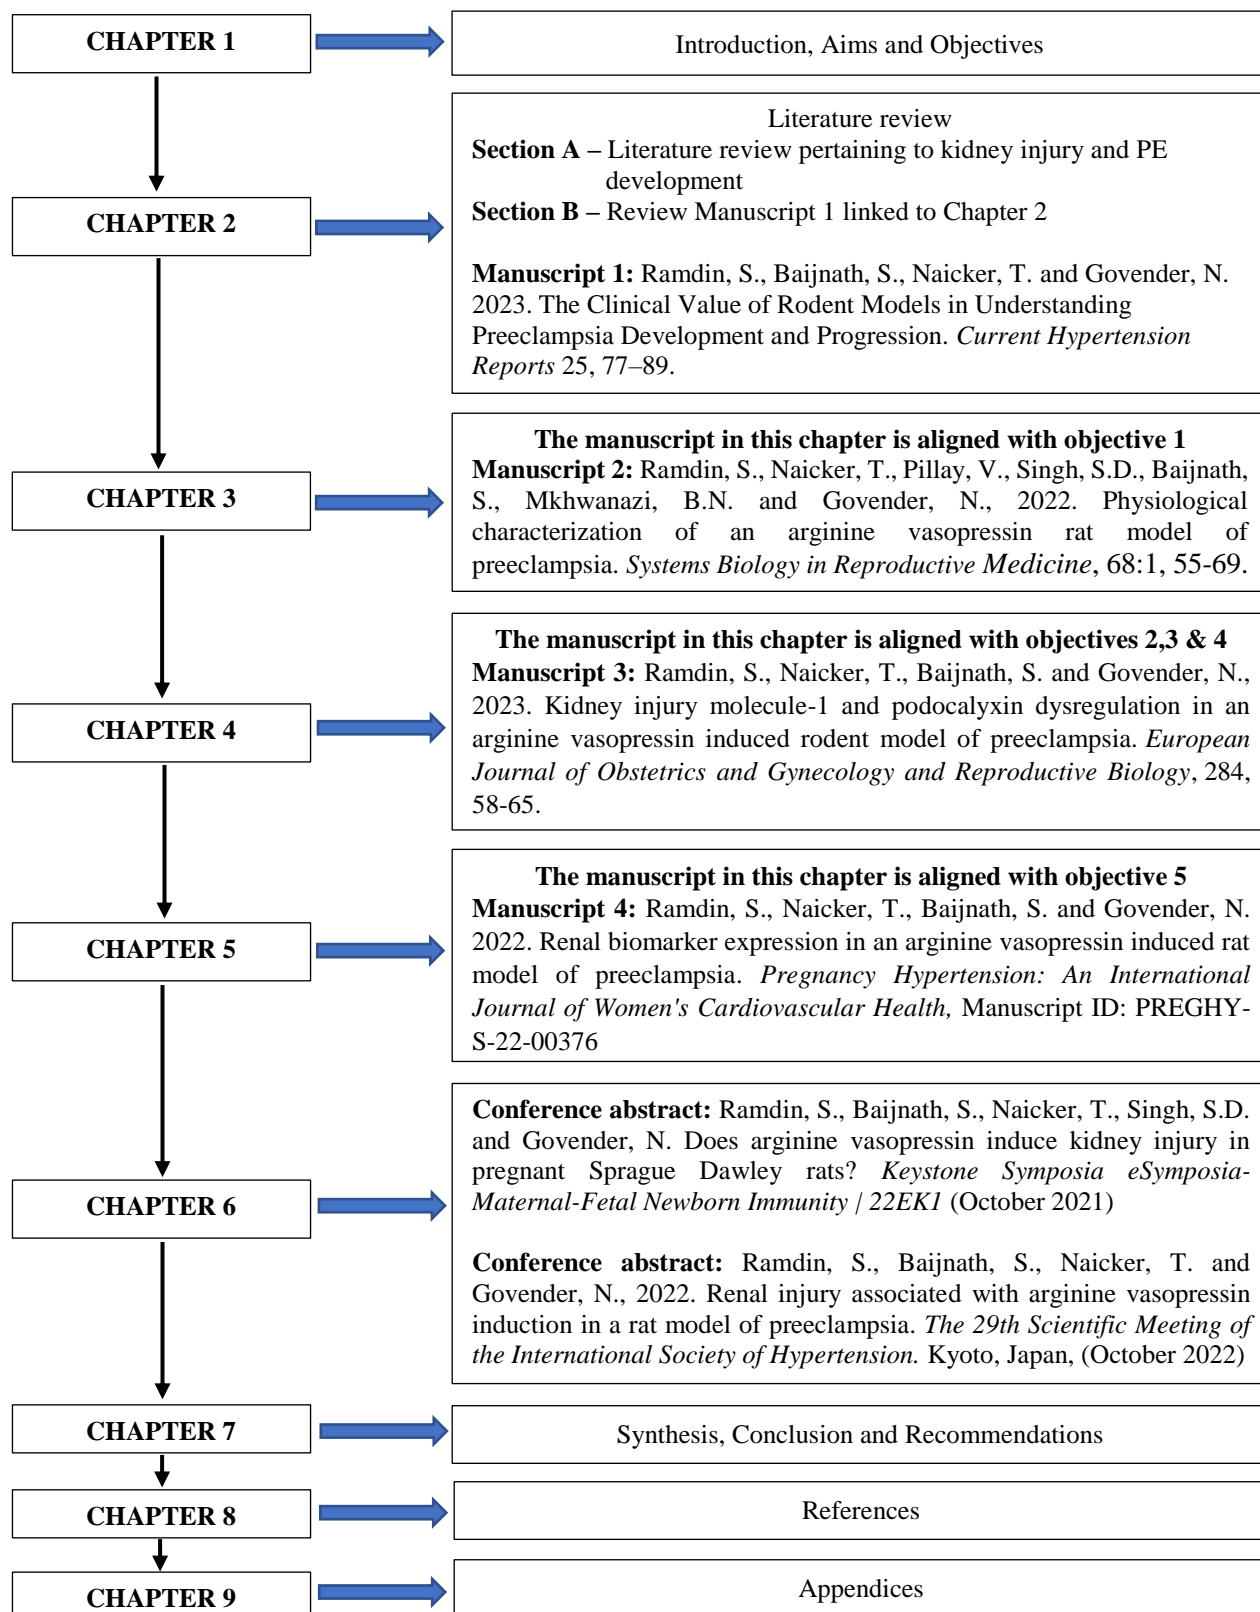 CHAPTER 1
Introduction, Aims and Objectives
CHAPTER 2
Literature review
Section A – Literature review pertaining to kidney injury and PE
development
Section B – Review Manuscript 1 linked to Chapter 2
Manuscript 1: Ramdin, S., Baijnath, S., Naicker, T. and Govender, N.
2023. The Clinical Value of Rodent Models in Understanding
Preeclampsia Development and Progression. Current Hypertension
Reports 25, 77–89.
CHAPTER 3
The manuscript in this chapter is aligned with objective 1
Manuscript 2: Ramdin, S., Naicker, T., Pillay, V., Singh, S.D., Baijnath,
S., Mkhwanazi, B.N. and Govender, N., 2022. Physiological
characterization of an arginine vasopressin rat model of
preeclampsia. Systems Biology in Reproductive Medicine, 68:1, 55-69.
CHAPTER 4
The manuscript in this chapter is aligned with objectives 2,3 & 4
Manuscript 3: Ramdin, S., Naicker, T., Baijnath, S. and Govender, N.,
2023. Kidney injury molecule-1 and podocalyxin dysregulation in an
arginine vasopressin induced rodent model of preeclampsia. European
Journal of Obstetrics and Gynecology and Reproductive Biology, 284,
58-65.
CHAPTER 5
The manuscript in this chapter is aligned with objective 5
Manuscript 4: Ramdin, S., Naicker, T., Baijnath, S. and Govender, N.
2022. Renal biomarker expression in an arginine vasopressin induced rat
model of preeclampsia. Pregnancy Hypertension: An International
Journal of Women's Cardiovascular Health, Manuscript ID: PREGHY-
S-22-00376
CHAPTER 6
Conference abstract: Ramdin, S., Baijnath, S., Naicker, T., Singh, S.D.
and Govender, N. Does arginine vasopressin induce kidney injury in
pregnant Sprague Dawley rats? Keystone Symposia eSymposia-
Maternal-Fetal Newborn Immunity | 22EK1 (October 2021)
Conference abstract: Ramdin, S., Baijnath, S., Naicker, T. and
Govender, N., 2022. Renal injury associated with arginine vasopressin
induction in a rat model of preeclampsia. The 29th Scientific Meeting of
the International Society of Hypertension. Kyoto, Japan, (October 2022)
CHAPTER 7
Synthesis, Conclusion and Recommendations
CHAPTER 8
References
CHAPTER 9
Appendices